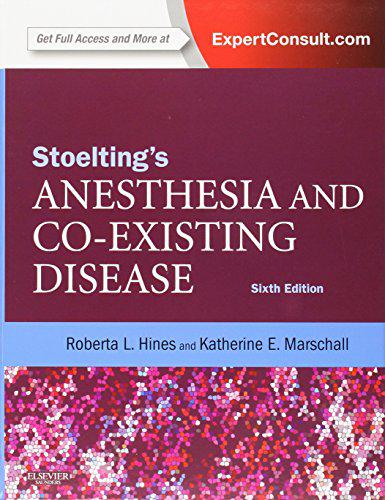 Get Full Access and More at
ExpertConsult.com
Stoelting's
ANESTHESIA AND
CO-EXISTING
DISEASE
Sixth Edition
Roberta L. Hines and Katherine E. Marschall
ELSEVIER
SAUNDERS